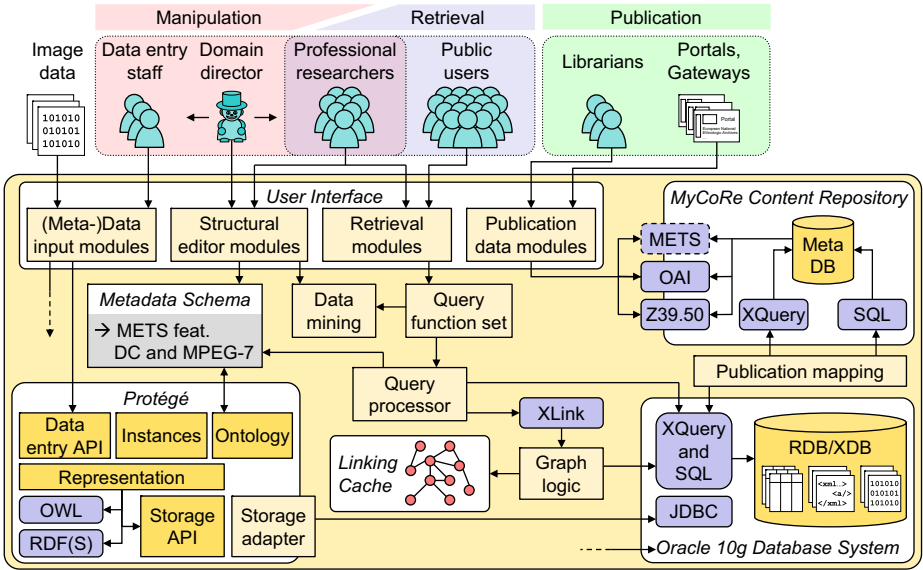 Manipulation
Retrieval
Publication
Image
data
Data entry
staff
Domain
director
Professional
researchers
Public
users
Librarians
Portals,
Gateways
101010
010101
101010
Portal
European National
Ethnologic Archives
User Interface
(Meta-)Data
input modules
Structural
editor modules
Retrieval
modules
Publication
data modules
MyCoRe Content Repository
METS
OAI
Z39.50
Meta
DB
XQuery
SQL
Metadata Schema
→ METS feat.
DC and MPEG-7
Data
mining
Query
function set
Publication mapping
Query
processor
Protégé
Data
entry API
Instances
Ontology
Representation
OWL
RDF(S)
Storage
API
Storage
adapter
XLink
Linking
Cache
Graph
logic
XQuery
and
SQL
RDB/XDB
<xml..>
<a/>
</xml>
101010
010101
101010
JDBC
Oracle 10g Database System